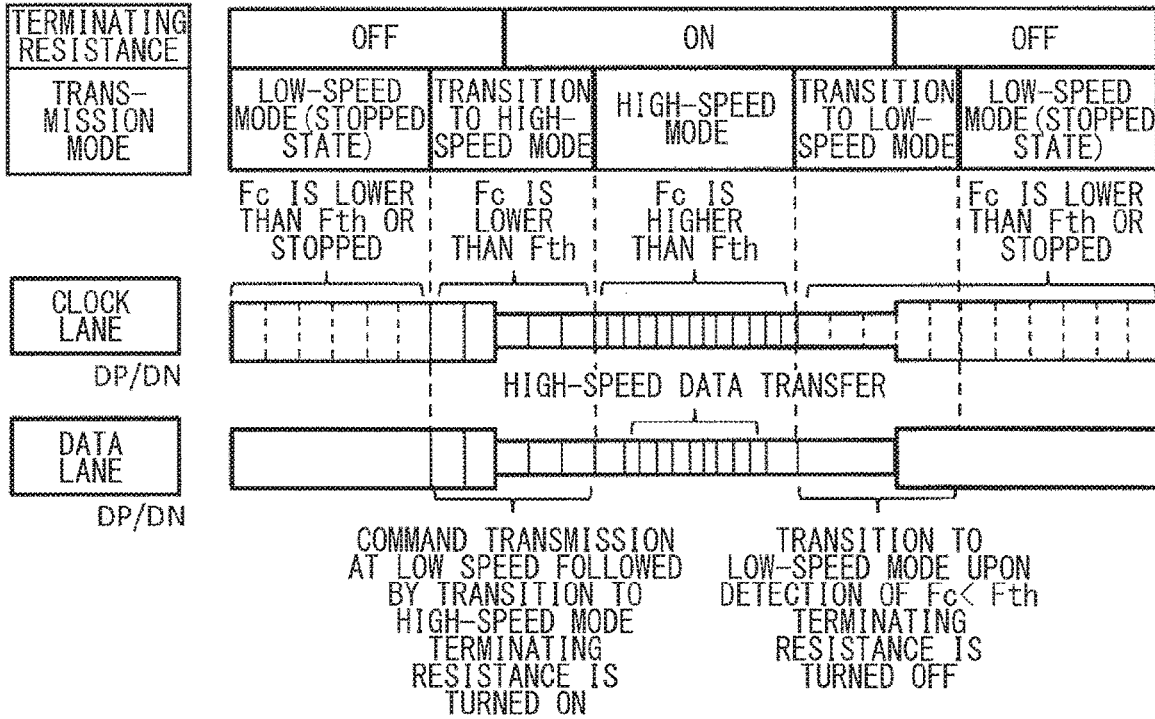 TERMINATING
RESISTANCE
OFF
ON
OFF
TRANS-
MISSION
MODE
LOW-SPEED
MODE(STOPPED
STATE)
TRANSITION
TO HIGH-
SPEED MODE
HIGH-SPEED
MODE
TRANSITION
TO LOW-
SPEED MODE
LOW-SPEED
MODE(STOPPED
STATE)
Fc IS LOWER
THAN Fth OR
STOPPED
Fc IS
LOWER
THAN Fth
Fc IS
HIGHER
THAN Fth
Fc IS LOWER
THAN Fth OR
STOPPED
CLOCK
LANE
DP/DN
HIGH-SPEED DATA TRANSFER
DATA
LANE
DP/DN
COMMAND TRANSMISSION
AT LOW SPEED FOLLOWED
BY TRANSITION TO
HIGH-SPEED MODE
TERMINATING
RESISTANCE IS
TURNED ON
TRANSITION TO
LOW-SPEED MODE UPON
DETECTION OF Fc< Fth
TERMINATING
RESISTANCE IS
TURNED OFF